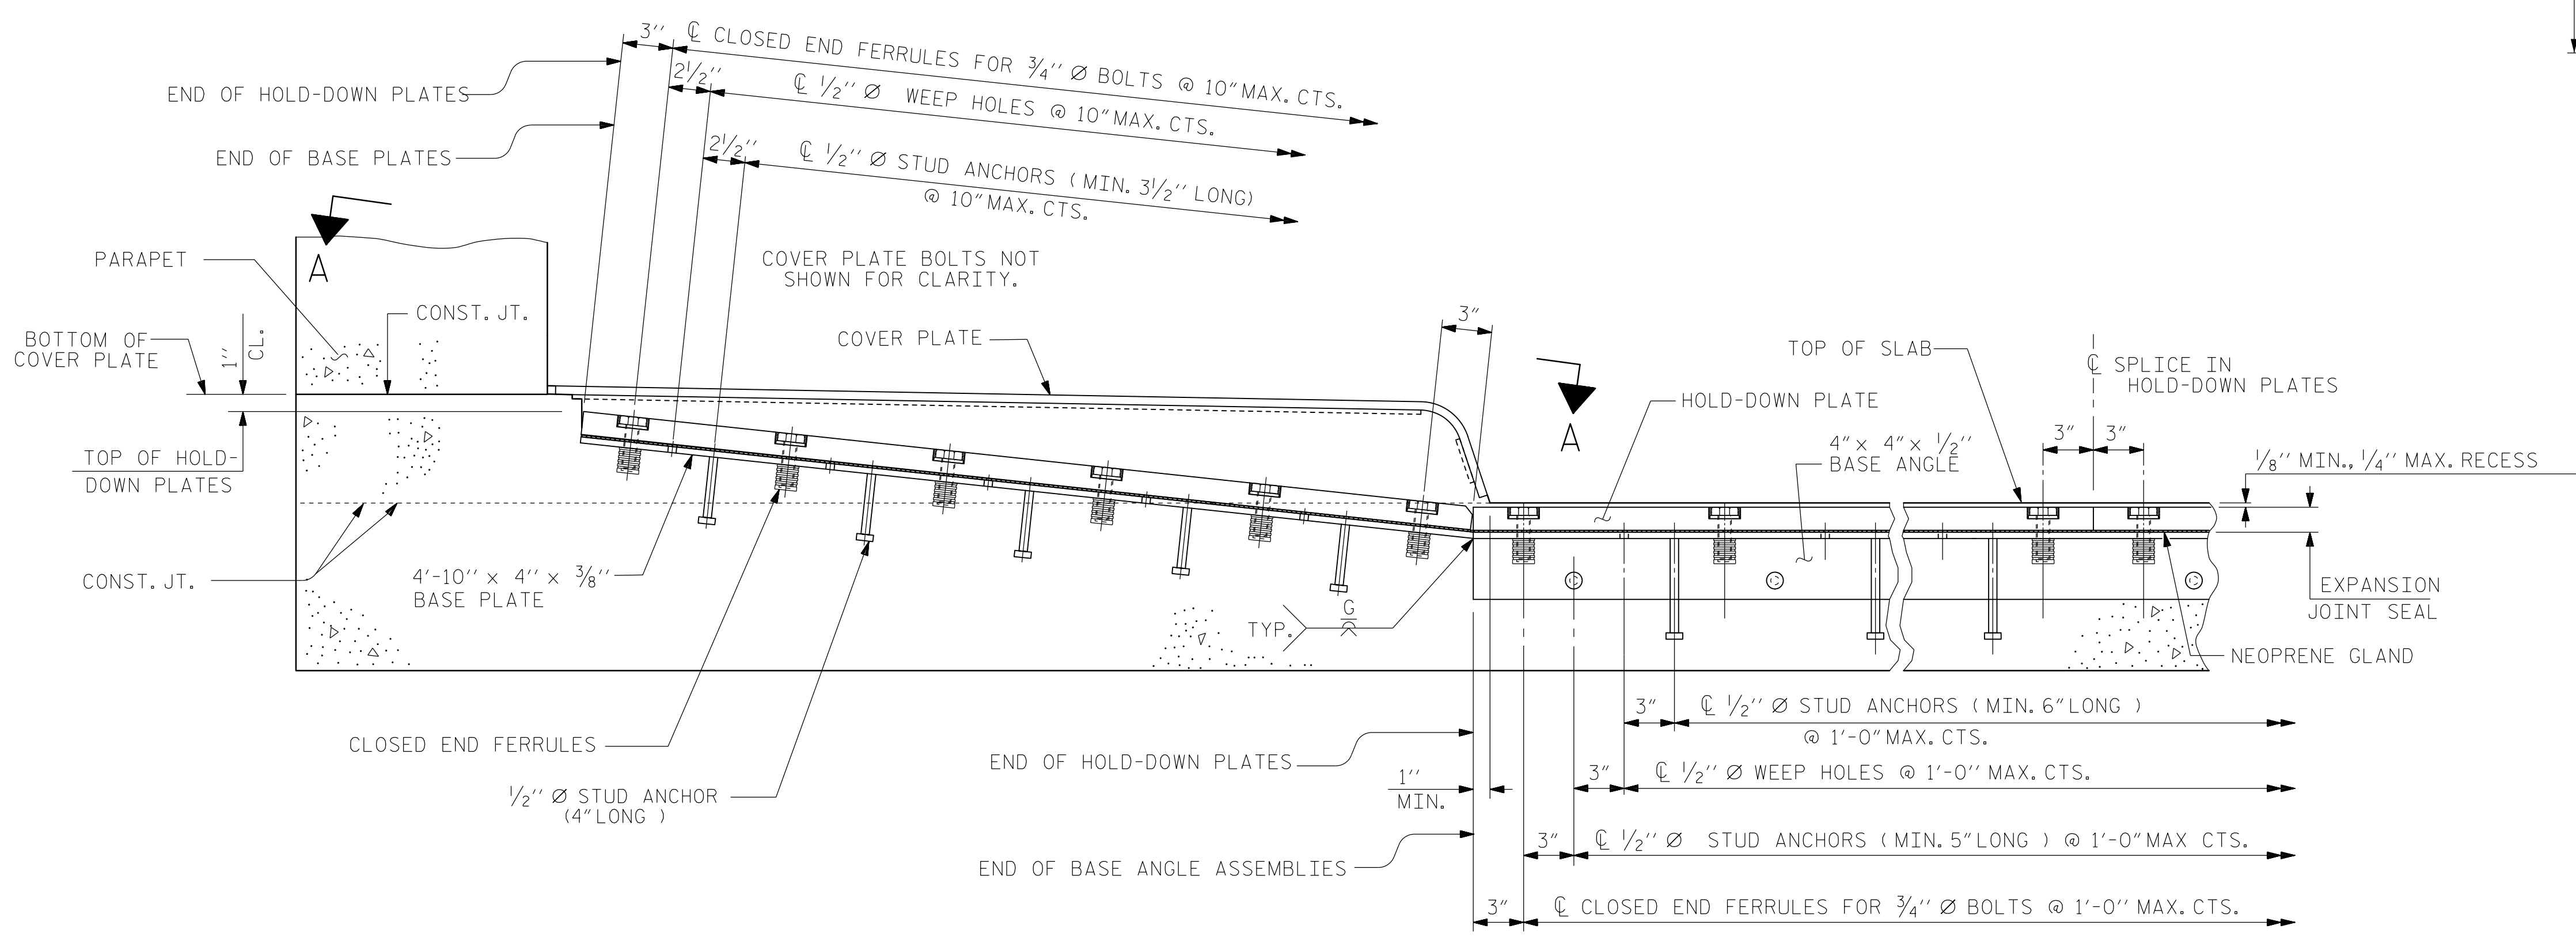 3″
℄ CLOSED END FERRULES FOR 3/4″ Ø BOLTS @ 10″ MAX. CTS.
2 1/2″
℄ 1/2″ Ø WEEP HOLES @ 10″ MAX. CTS.
2 1/2″
℄ 1/2″ Ø STUD ANCHORS (MIN. 3 1/2″ LONG)
@ 10″ MAX. CTS.
END OF HOLD-DOWN PLATES
END OF BASE PLATES
A
PARAPET
COVER PLATE BOLTS NOT
SHOWN FOR CLARITY.
CONST. JT.
BOTTOM OF
COVER PLATE
1″
CL.
COVER PLATE
3″
A
TOP OF SLAB
℄ SPLICE IN
HOLD-DOWN PLATES
HOLD-DOWN PLATE
3″
3″
4″ x 4″ x 1/2″
BASE ANGLE
1/8″ MIN., 1/4″ MAX. RECESS
TOP OF HOLD-
DOWN PLATES
CONST. JT.
4′-10″ x 4″ x 3/8″
BASE PLATE
TYP.
G
EXPANSION
JOINT SEAL
NEOPRENE GLAND
CLOSED END FERRULES
1/2″ Ø STUD ANCHOR
(4″ LONG )
3″
℄ 1/2″ Ø STUD ANCHORS ( MIN. 6″ LONG )
@ 1′-0″ MAX. CTS.
END OF HOLD-DOWN PLATES
1″
MIN.
3″
℄ 1/2″ Ø WEEP HOLES @ 1′-0″ MAX. CTS.
3″
℄ 1/2″ Ø STUD ANCHORS ( MIN. 5″ LONG ) @ 1′-0″ MAX CTS.
END OF BASE ANGLE ASSEMBLIES
3″
℄ CLOSED END FERRULES FOR 3/4″ Ø BOLTS @ 1′-0″ MAX. CTS.